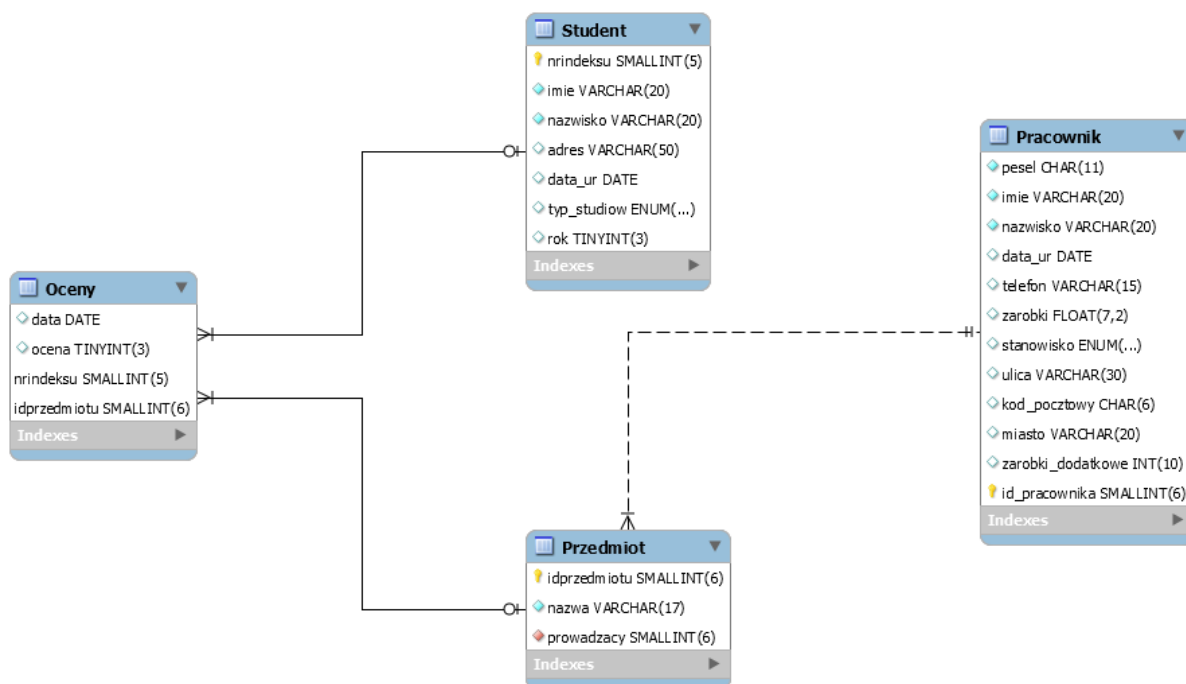 Student
nrindeksu SMALLINT(5)
imie VARCHAR(20)
nazwisko VARCHAR(20)
adres VARCHAR(50)
data_ur DATE
typ_studiow ENUM(...)
rok TINYINT(3)
Indexes
Pracownik
pesel CHAR(11)
imie VARCHAR(20)
nazwisko VARCHAR(20)
data_ur DATE
telefon VARCHAR(15)
zarobki FLOAT(7,2)
stanowisko ENUM(...)
ulica VARCHAR(30)
kod_pocztowy CHAR(6)
miasto VARCHAR(20)
zarobki_dodatkowe INT(10)
id_pracownika SMALLINT(6)
Indexes
Oceny
data DATE
ocena TINYINT(3)
nrindeksu SMALLINT(5)
idprzedmiotu SMALLINT(6)
Indexes
Przedmiot
idprzedmiotu SMALLINT(6)
nazwa VARCHAR(17)
prowadzacy SMALLINT(6)
Indexes